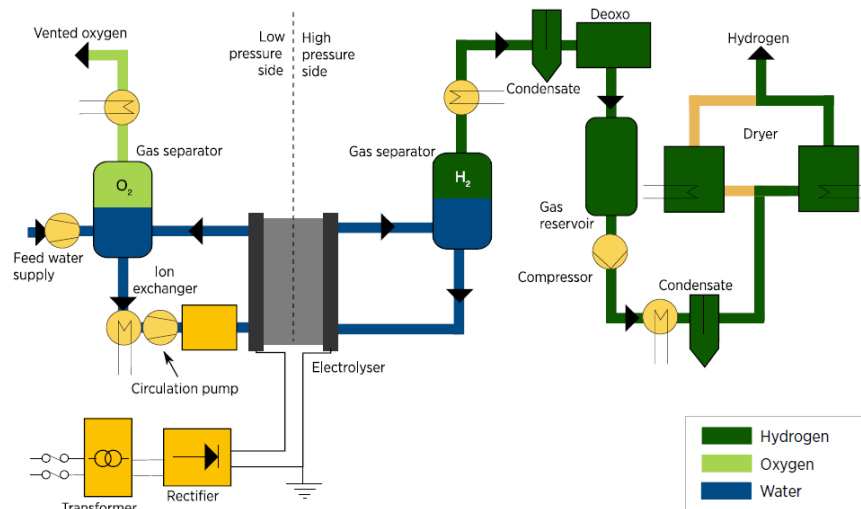 Vented oxygen
Low
pressure
side
High
pressure
side
Deoxo
Hydrogen
Condensate
Dryer
Gas separator
Gas separator
O2
H2
Gas
reservoir
Feed water
supply
Ion
exchanger
Compressor
Condensate
Circulation pump
Electrolyser
Transformer
Rectifier
Hydrogen
Oxygen
Water